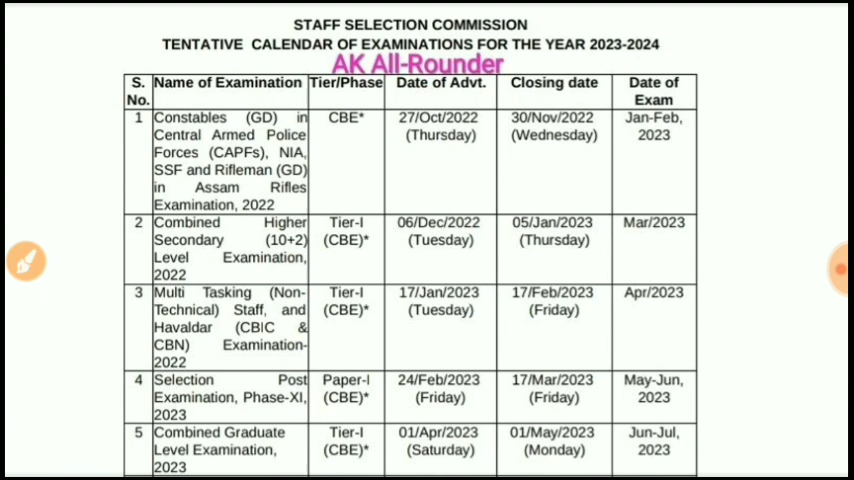 STAFF SELECTION COMMISSION
TENTATIVE CALENDAR OF EXAMINATIONS FOR THE YEAR 2023-2024
AK All-Rounder
S. No. Name of Examination Tier/Phase Date of Advt. Closing date Date of Exam
1 Constables (GD) in CBE* 27/Oct/2022 30/Nov/2022 Jan-Feb,
Central Armed Police (Thursday) (Wednesday) 2023
Forces (CAPFs), NIA,
SSF and Rifleman (GD)
in Assam Rifles
Examination, 2022
2 Combined Higher Tier-I 06/Dec/2022 05/Jan/2023 Mar/2023
Secondary (10+2) (CBE)* (Tuesday) (Thursday)
Level Examination,
2022
3 Multi Tasking (Non- Tier-I 17/Jan/2023 17/Feb/2023 Apr/2023
Technical) Staff, and (CBE)* (Tuesday) (Friday)
Havaldar (CBIC &
CBN) Examination-
2022
4 Selection Post Paper-I 24/Feb/2023 17/Mar/2023 May-Jun,
Examination, Phase-XI, (CBE)* (Friday) (Friday) 2023
2023
5 Combined Graduate Tier-I 01/Apr/2023 01/May/2023 Jun-Jul,
Level Examination, (CBE)* (Saturday) (Monday) 2023
2023